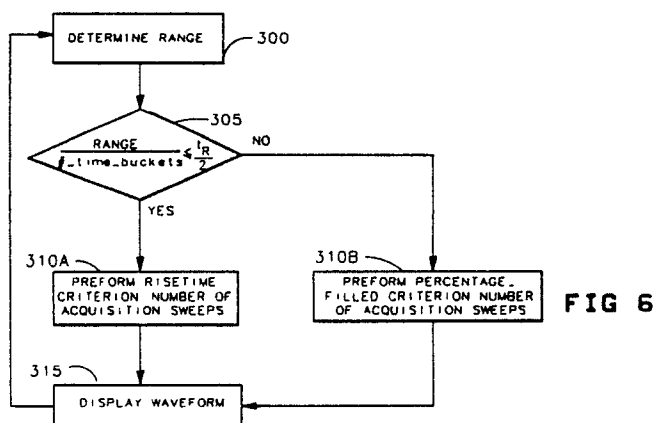 DETERMINE RANGE
300
305
RANGE
#_time_buckets
≤
tR
2
NO
YES
310A
PREFORM RISETIME
CRITERION NUMBER OF
ACQUISITION SWEEPS
310B
PREFORM PERCENTAGE_
FILLED CRITERION NUMBER
OF ACQUISITION SWEEPS
FIG 6
315
DISPLAY WAVEFORM